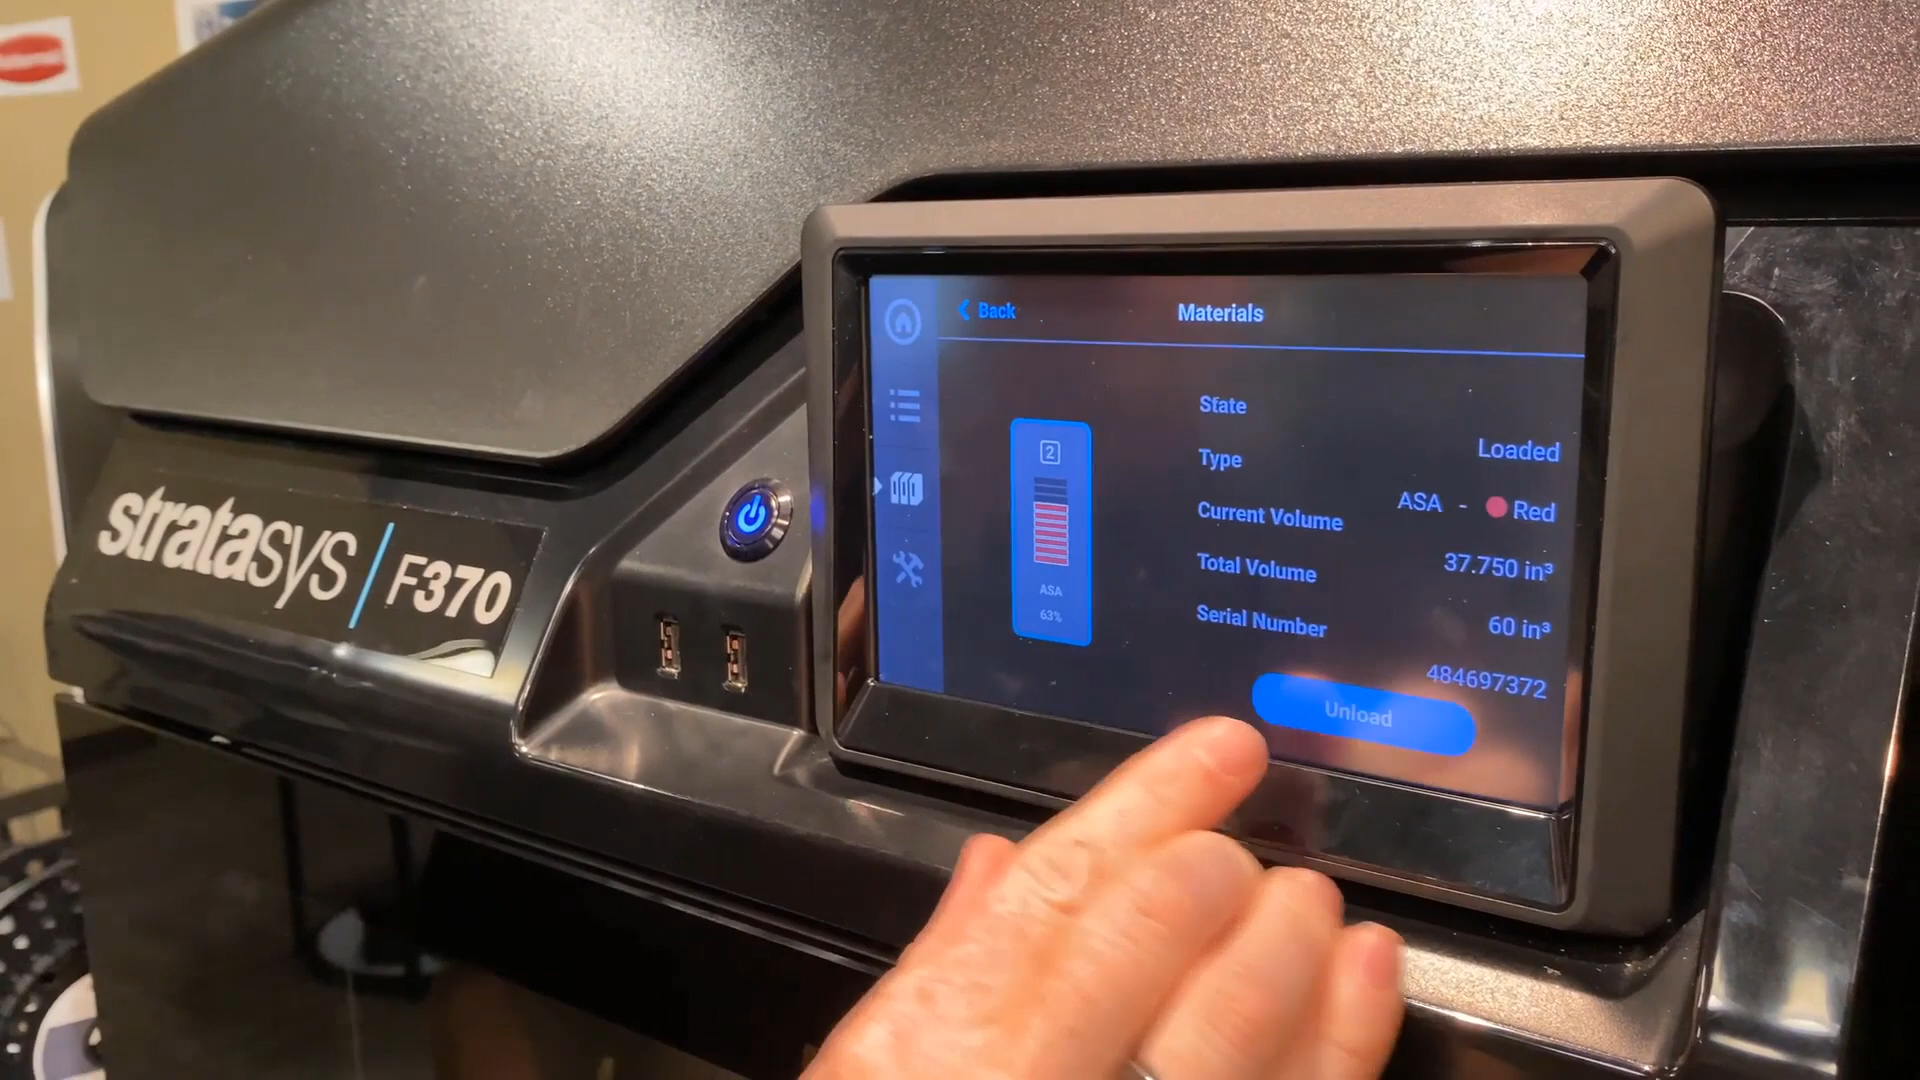 stratasys F370
Back
Materials
State
Loaded
Type
ASA - Red
Current Volume
37.750 in³
Total Volume
60 in³
Serial Number
484697372
2
ASA
63%
Unload